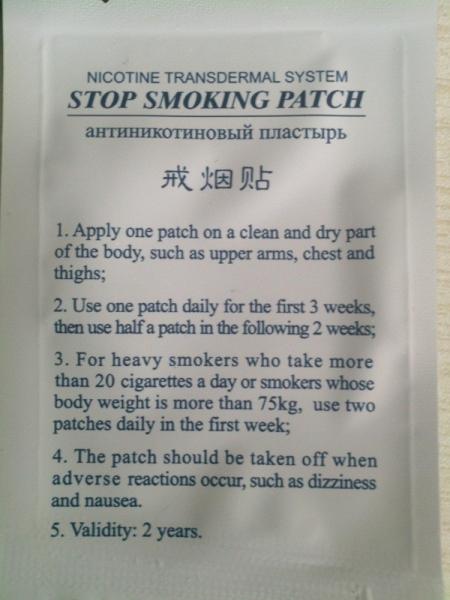 NICOTINE TRANSDERMAL SYSTEM
STOP SMOKING PATCH
антиникотиновый пластырь
戒烟贴
1. Apply one patch on a clean and dry part
of the body, such as upper arms, chest and
thighs;
2. Use one patch daily for the first 3 weeks,
then use half a patch in the following 2 weeks;
3. For heavy smokers who take more
than 20 cigarettes a day or smokers whose
body weight is more than 75kg, use two
patches daily in the first week;
4. The patch should be taken off when
adverse reactions occur, such as dizziness
and nausea.
5. Validity: 2 years.